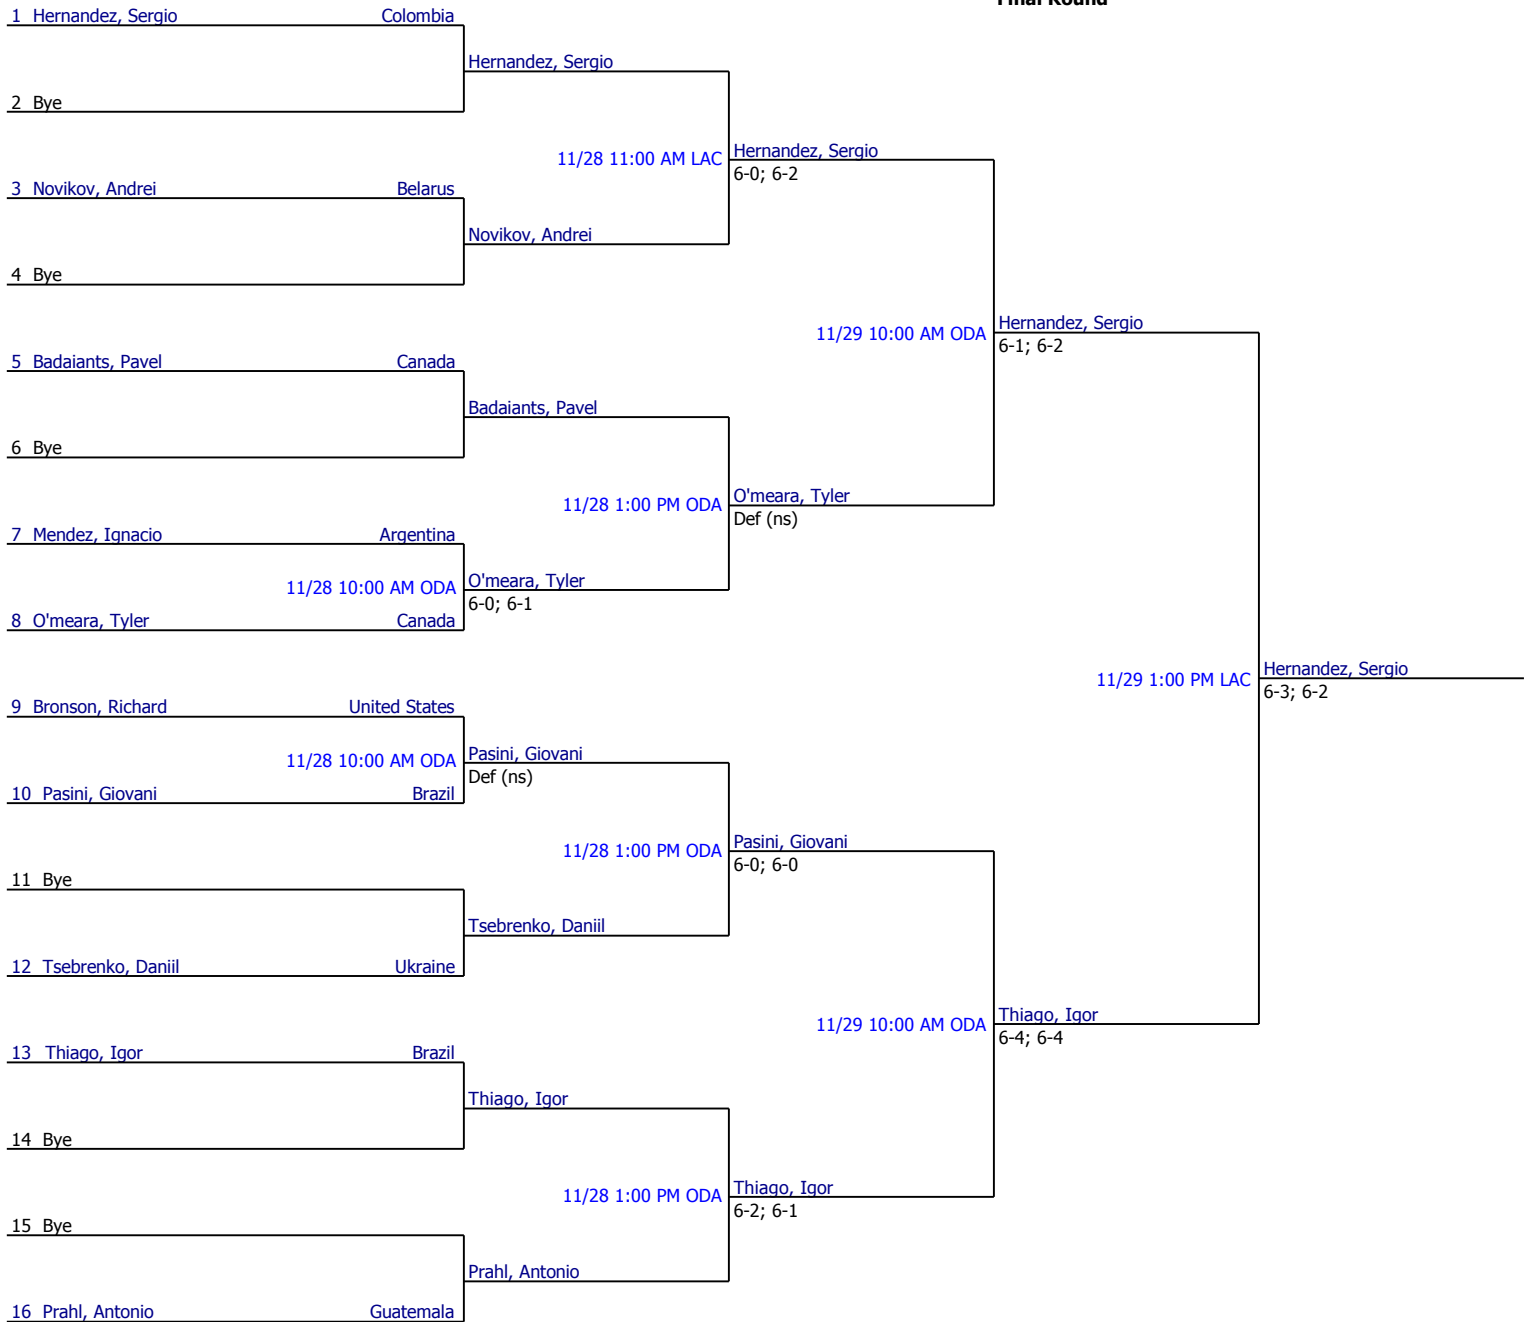 Final Round
1 Hernandez, Sergio Colombia
Hernandez, Sergio
2 Bye
11/28 11:00 AM LAC Hernandez, Sergio
6-0; 6-2
3 Novikov, Andrei Belarus
Novikov, Andrei
4 Bye
11/29 10:00 AM ODA Hernandez, Sergio
6-1; 6-2
5 Badaiants, Pavel Canada
Badaiants, Pavel
6 Bye
11/28 1:00 PM ODA O'meara, Tyler
Def (ns)
7 Mendez, Ignacio Argentina
11/28 10:00 AM ODA O'meara, Tyler
6-0; 6-1
8 O'meara, Tyler Canada
11/29 1:00 PM LAC Hernandez, Sergio
6-3; 6-2
9 Bronson, Richard United States
11/28 10:00 AM ODA Pasini, Giovani
Def (ns)
10 Pasini, Giovani Brazil
11/28 1:00 PM ODA Pasini, Giovani
6-0; 6-0
11 Bye
Tsebrenko, Daniil
12 Tsebrenko, Daniil Ukraine
11/29 10:00 AM ODA Thiago, Igor
6-4; 6-4
13 Thiago, Igor Brazil
Thiago, Igor
14 Bye
11/28 1:00 PM ODA Thiago, Igor
6-2; 6-1
15 Bye
Prahl, Antonio
16 Prahl, Antonio Guatemala